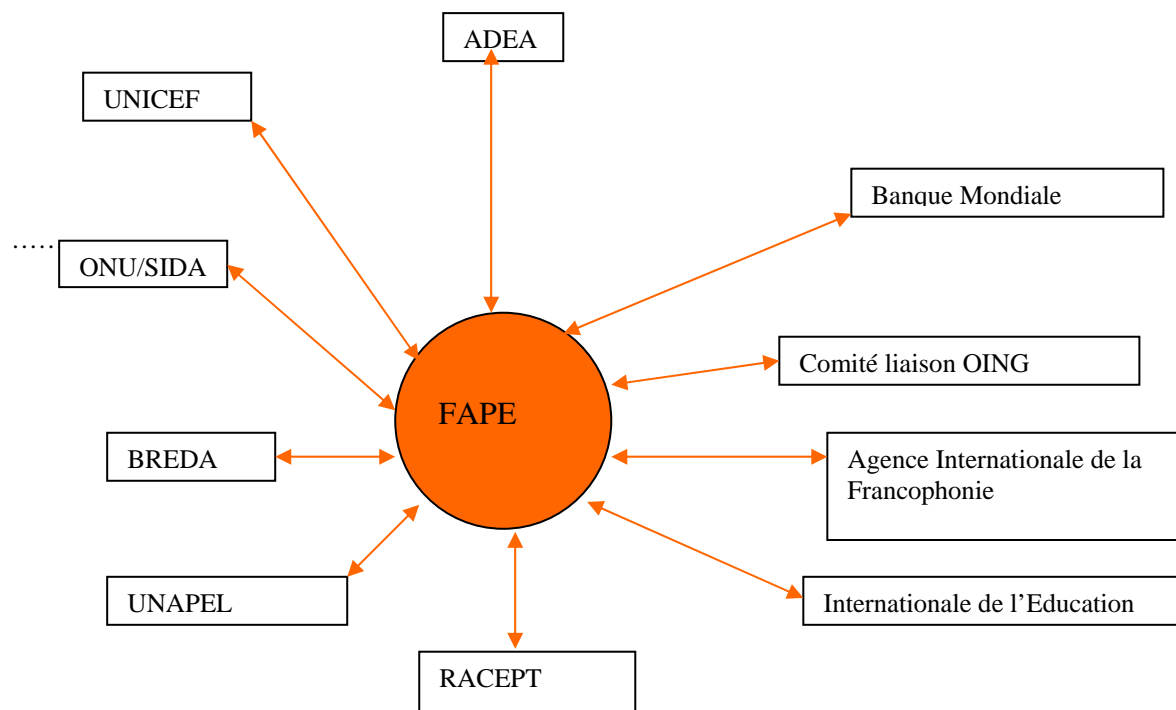 ADEA
UNICEF
Banque Mondiale
.....
ONU/SIDA
Comité liaison OING
FAPE
BREDA
Agence Internationale de la
Francophonie
UNAPEL
Internationale de l’Education
RACEPT